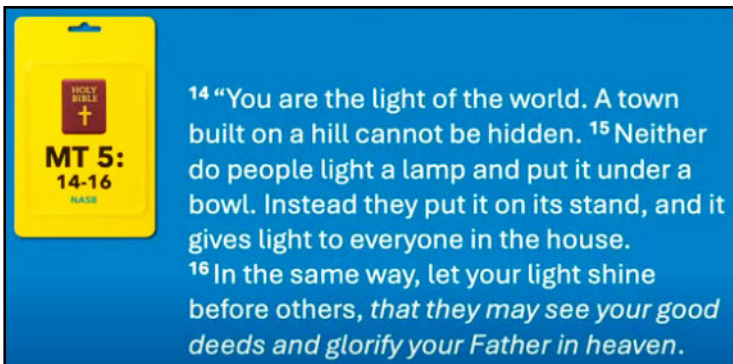 HOLY
BIBLE
MT 5:
14-16
NASB
¹⁴ “You are the light of the world. A town
built on a hill cannot be hidden. ¹⁵ Neither
do people light a lamp and put it under a
bowl. Instead they put it on its stand, and it
gives light to everyone in the house.
¹⁶ In the same way, let your light shine
before others, that they may see your good
deeds and glorify your Father in heaven.